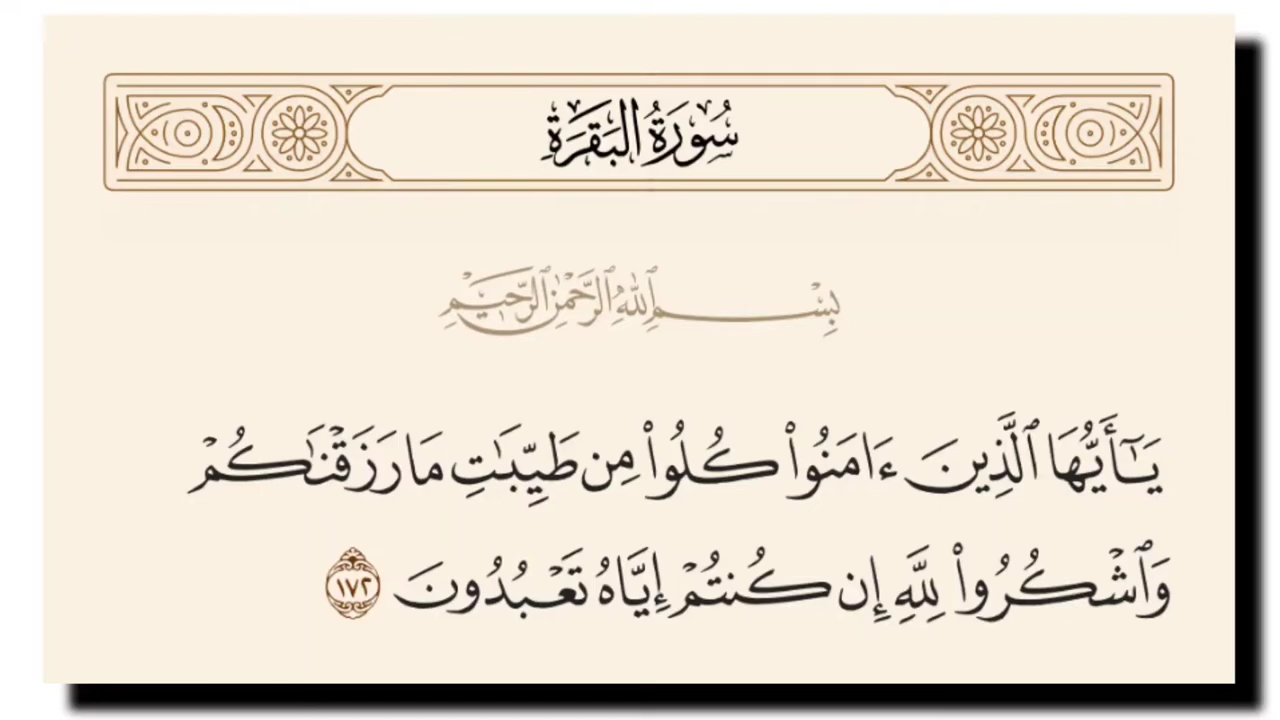 سُورَةُ البَقَرَةِ
بِسْمِ ٱللَّهِ ٱلرَّحْمَٰنِ ٱلرَّحِيمِ
يَٰٓأَيُّهَا ٱلَّذِينَ ءَامَنُوا۟ كُلُوا۟ مِن طَيِّبَٰتِ مَا رَزَقْنَٰكُمْ
وَٱشْكُرُوا۟ لِلَّهِ إِن كُنتُمْ إِيَّاهُ تَعْبُدُونَ ١٧٢